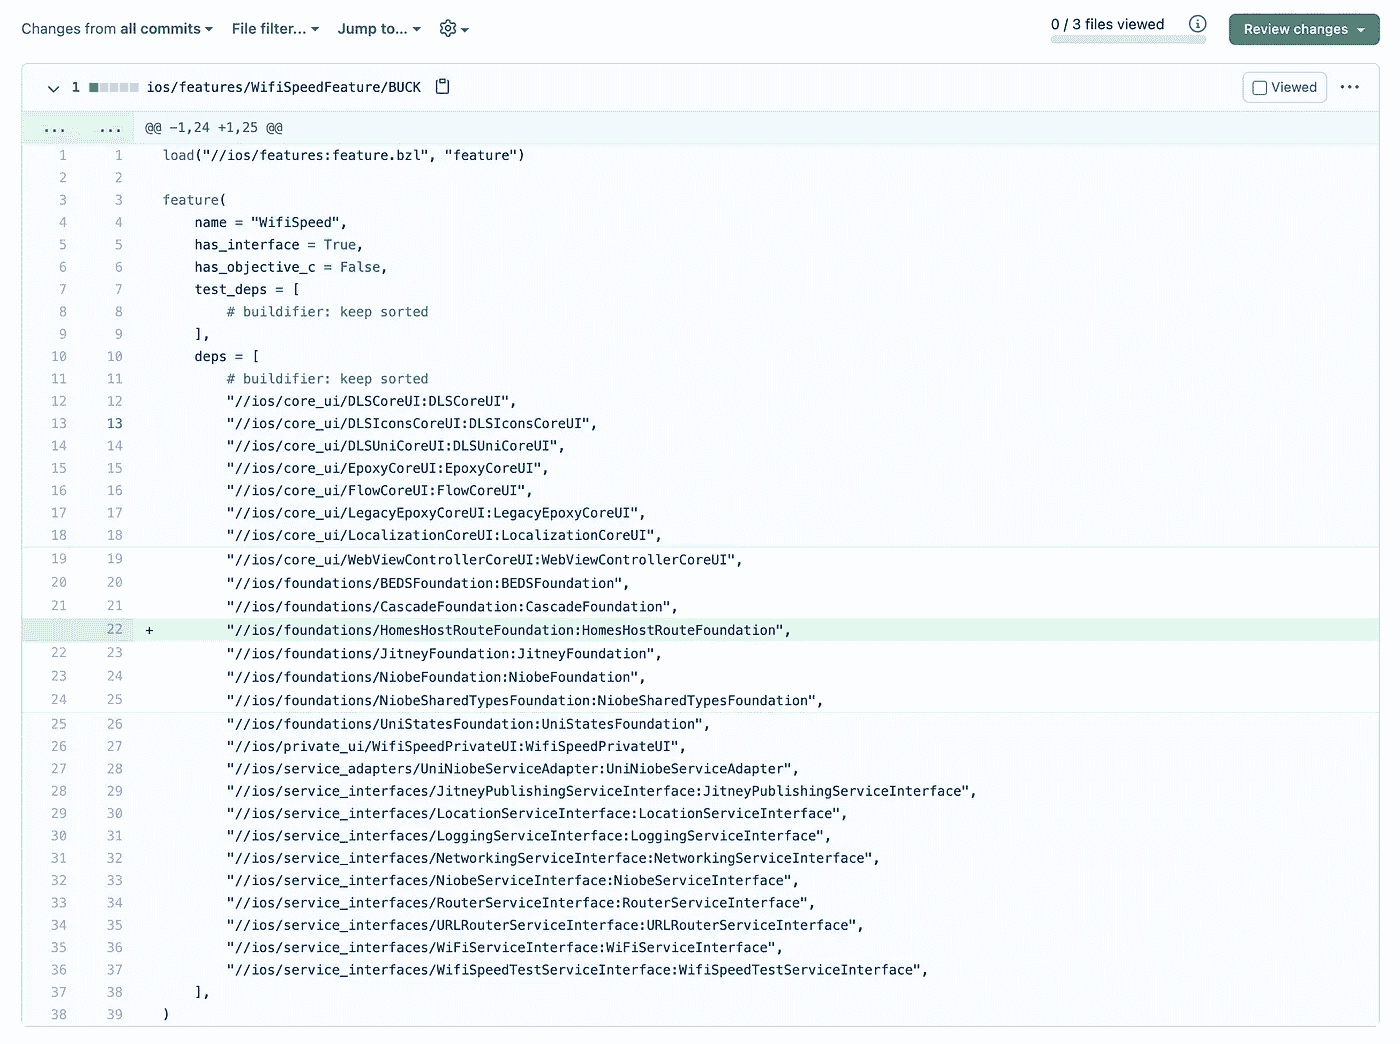 Changes from all commits File filter... Jump to... 0 / 3 files viewed Review changes
1 ios/features/WifiSpeedFeature/BUCK Viewed ...
... ... @@ -1,24 +1,25 @@
1 1 load("//ios/features:feature.bzl", "feature")
2 2
3 3 feature(
4 4 name = "WifiSpeed",
5 5 has_interface = True,
6 6 has_objective_c = False,
7 7 test_deps = [
8 8 # buildifier: keep sorted
9 9 ],
10 10 deps = [
11 11 # buildifier: keep sorted
12 12 "//ios/core_ui/DLSCoreUI:DLSCoreUI",
13 13 "//ios/core_ui/DLSIconsCoreUI:DLSIconsCoreUI",
14 14 "//ios/core_ui/DLSUniCoreUI:DLSUniCoreUI",
15 15 "//ios/core_ui/EpoxyCoreUI:EpoxyCoreUI",
16 16 "//ios/core_ui/FlowCoreUI:FlowCoreUI",
17 17 "//ios/core_ui/LegacyEpoxyCoreUI:LegacyEpoxyCoreUI",
18 18 "//ios/core_ui/LocalizationCoreUI:LocalizationCoreUI",
19 19 "//ios/core_ui/WebViewControllerCoreUI:WebViewControllerCoreUI",
20 20 "//ios/foundations/BEDSFoundation:BEDSFoundation",
21 21 "//ios/foundations/CascadeFoundation:CascadeFoundation",
22 + "//ios/foundations/HomesHostRouteFoundation:HomesHostRouteFoundation",
22 23 "//ios/foundations/JitneyFoundation:JitneyFoundation",
23 24 "//ios/foundations/NiobeFoundation:NiobeFoundation",
24 25 "//ios/foundations/NiobeSharedTypesFoundation:NiobeSharedTypesFoundation",
25 26 "//ios/foundations/UniStatesFoundation:UniStatesFoundation",
26 27 "//ios/private_ui/WifiSpeedPrivateUI:WifiSpeedPrivateUI",
27 28 "//ios/service_adapters/UniNiobeServiceAdapter:UniNiobeServiceAdapter",
28 29 "//ios/service_interfaces/JitneyPublishingServiceInterface:JitneyPublishingServiceInterface",
29 30 "//ios/service_interfaces/LocationServiceInterface:LocationServiceInterface",
30 31 "//ios/service_interfaces/LoggingServiceInterface:LoggingServiceInterface",
31 32 "//ios/service_interfaces/NetworkingServiceInterface:NetworkingServiceInterface",
32 33 "//ios/service_interfaces/NiobeServiceInterface:NiobeServiceInterface",
33 34 "//ios/service_interfaces/RouterServiceInterface:RouterServiceInterface",
34 35 "//ios/service_interfaces/URLRouterServiceInterface:URLRouterServiceInterface",
35 36 "//ios/service_interfaces/WiFiServiceInterface:WiFiServiceInterface",
36 37 "//ios/service_interfaces/WifiSpeedTestServiceInterface:WifiSpeedTestServiceInterface",
37 38 ],
38 39 )